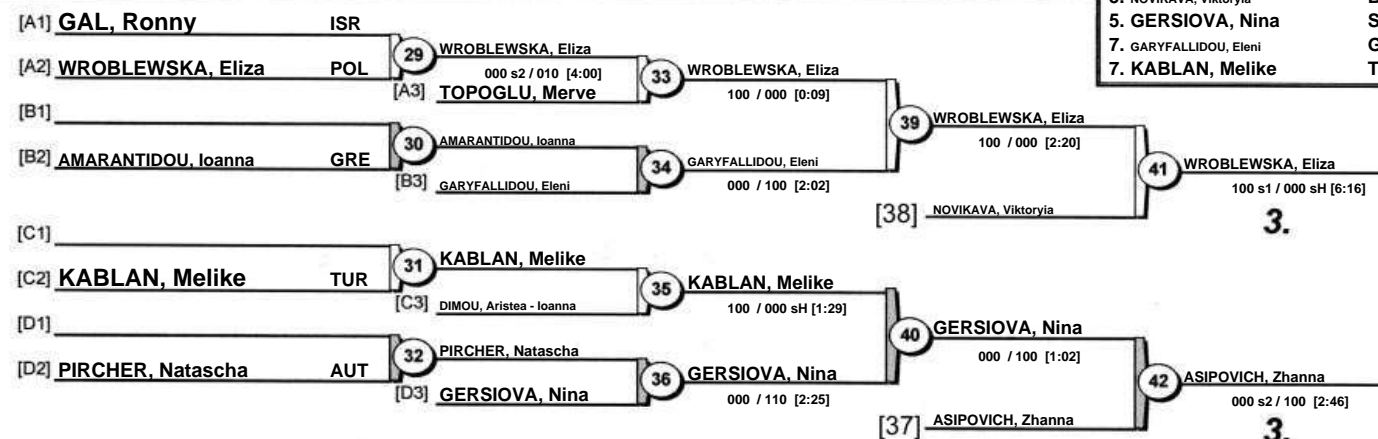 3. NOVIKAVA, Viktoryia
[A1] GAL, Ronny ISR
5. GERSIOVA, Nina S
29 WROBLEWSKA, Eliza
7. GARYFALLIDOU, Eleni G
[A2] WROBLEWSKA, Eliza POL
000 s2 / 010 [4:00]
33 WROBLEWSKA, Eliza
7. KABLAN, Melike T
[A3] TOPOGLU, Merve
100 / 000 [0:09]
[B1]
39 WROBLEWSKA, Eliza
30 AMARANTIDOU, Ioanna
100 / 000 [2:20]
[B2] AMARANTIDOU, Ioanna GRE
34 GARYFALLIDOU, Eleni
41 WROBLEWSKA, Eliza
[B3] GARYFALLIDOU, Eleni
000 / 100 [2:02]
100 s1 / 000 sH [6:16]
[38] NOVIKAVA, Viktoryia
3.
[C1]
31 KABLAN, Melike
[C2] KABLAN, Melike TUR
35 KABLAN, Melike
[C3] DIMOU, Aristea - Ioanna
100 / 000 sH [1:29]
[D1]
40 GERSIOVA, Nina
32 PIRCHER, Natascha
000 / 100 [1:02]
[D2] PIRCHER, Natascha AUT
36 GERSIOVA, Nina
42 ASIPOVICH, Zhanna
[D3] GERSIOVA, Nina
000 / 110 [2:25]
000 s2 / 100 [2:46]
[37] ASIPOVICH, Zhanna
3.